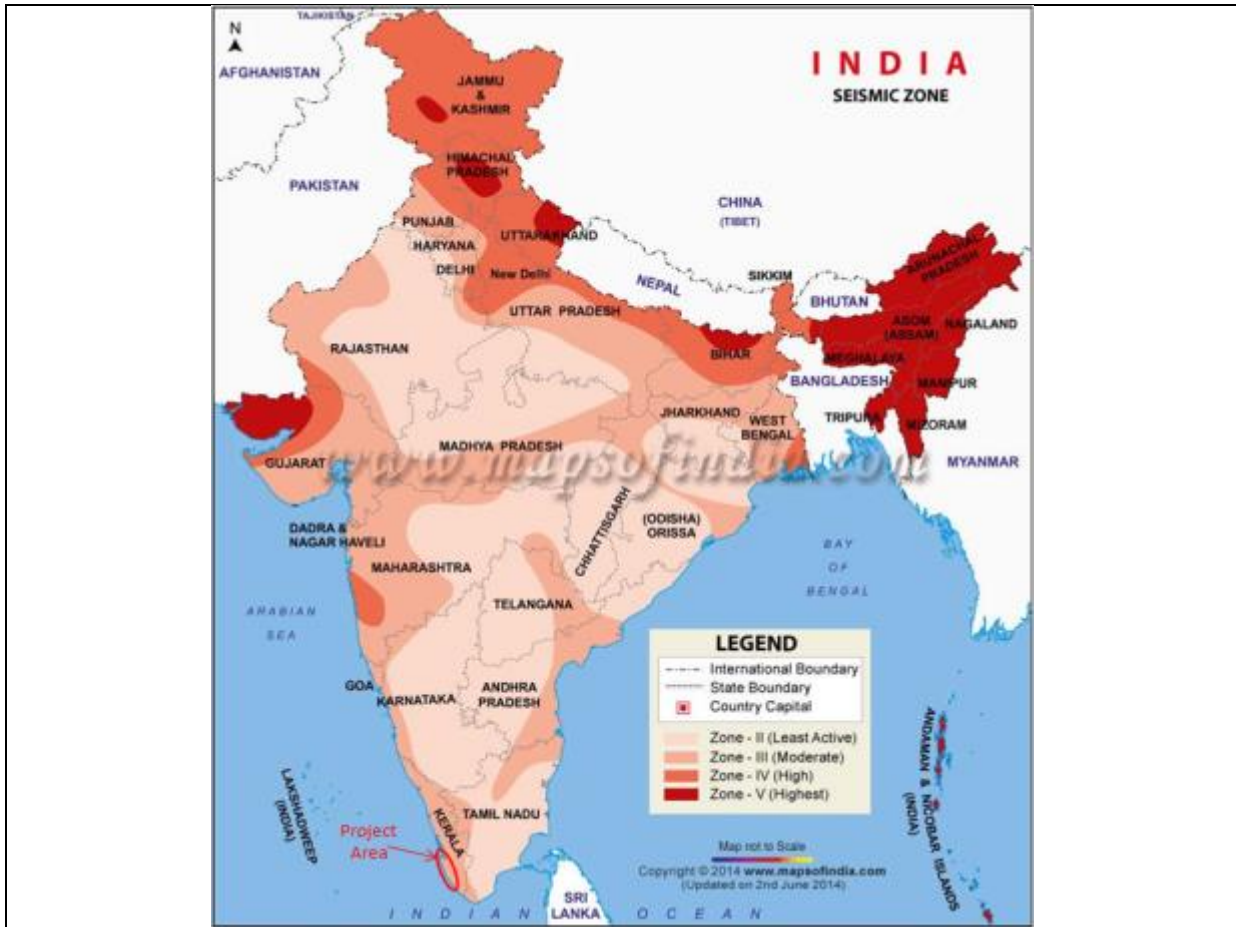 TAJIKISTAN
N
AFGHANISTAN
I N D I A
SEISMIC ZONE
JAMMU
&
KASHMIR
HIMACHAL
PRADESH
PAKISTAN
CHINA
(TIBET)
PUNJAB
UTTARAKHAND
HARYANA
DELHI
New Delhi
NEPAL
SIKKIM
ARUNACHAL
PRADESH
BHUTAN
UTTAR PRADESH
ASOM
(ASSAM)
NAGALAND
RAJASTHAN
BIHAR
MEGHALAYA
BANGLADESH
MANIPUR
JHARKHAND
WEST
BENGAL
TRIPURA
MIZORAM
MADHYA PRADESH
www.mapsofindia.com
GUJARAT
MYANMAR
CHHATTISGARH
(ODISHA)
ORISSA
DADRA &
NAGAR HAVELI
BAY
OF
BENGAL
MAHARASHTRA
ARABIAN
SEA
TELANGANA
LEGEND
International Boundary
State Boundary
Country Capital
Zone - II (Least Active)
Zone - III (Moderate)
Zone - IV (High)
Zone - V (Highest)
GOA
KARNATAKA
ANDHRA
PRADESH
ANDAMAN & NICOBAR ISLANDS
(INDIA)
LAKSHADWEEP
(INDIA)
KERALA
TAMIL NADU
Project
Area
Map not to Scale
Copyright © 2014 www.mapsofindia.com
(Updated on 2nd June 2014)
SRI
LANKA
INDIAN OCEAN